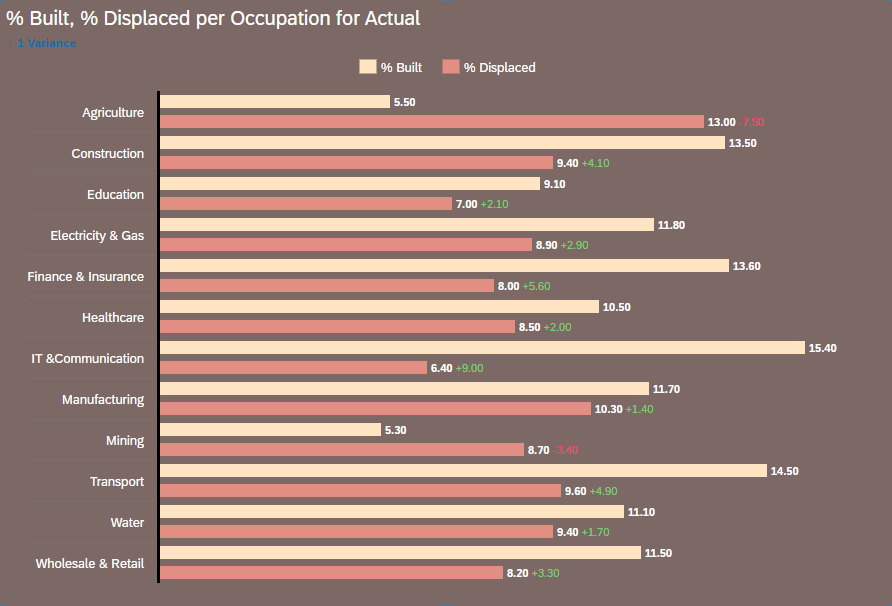 % Built, % Displaced per Occupation for Actual
1 Variance
% Built % Displaced
Agriculture
5.50
13.00 -7.50
Construction
13.50
9.40 +4.10
Education
9.10
7.00 +2.10
Electricity & Gas
11.80
8.90 +2.90
Finance & Insurance
13.60
8.00 +5.60
Healthcare
10.50
8.50 +2.00
IT &Communication
15.40
6.40 +9.00
Manufacturing
11.70
10.30 +1.40
Mining
5.30
8.70 -3.40
Transport
14.50
9.60 +4.90
Water
11.10
9.40 +1.70
Wholesale & Retail
11.50
8.20 +3.30